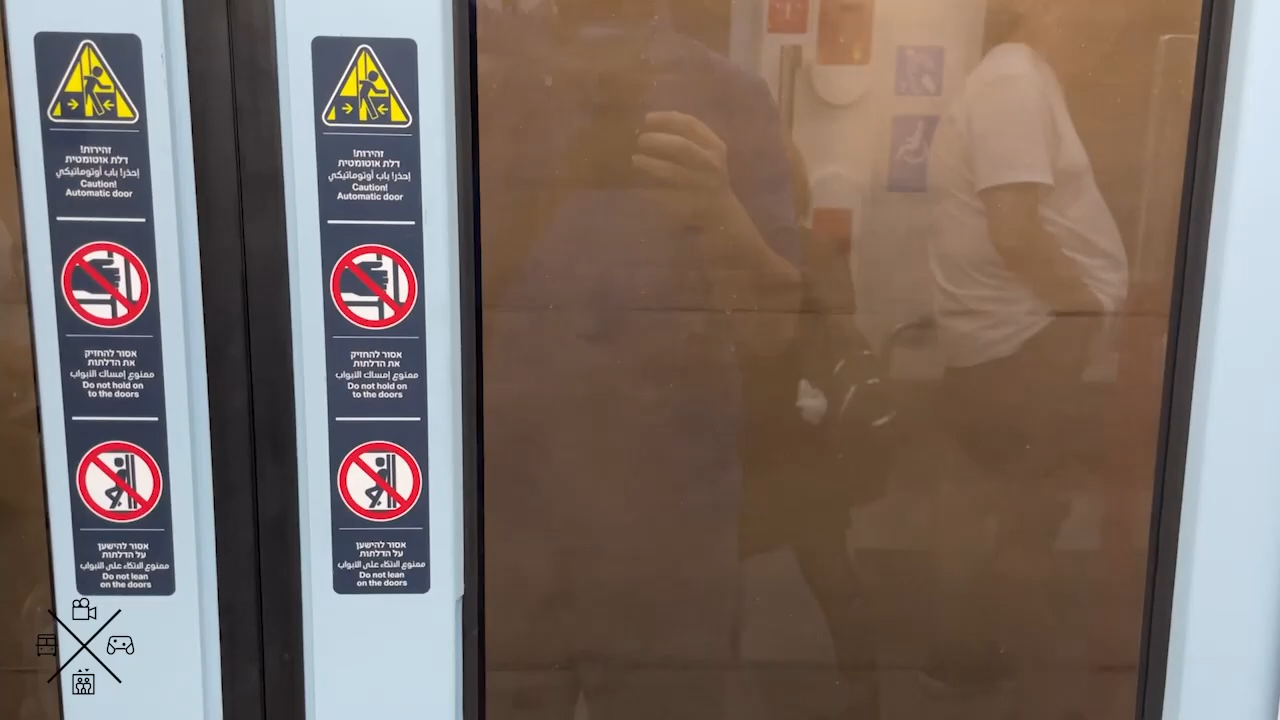 זהירות!
דלת אוטומטית
إحذر! باب أوتوماتيكي
Caution!
Automatic door
אסור להחזיק
את הדלתות
ممنوع إمساك الأبواب
Do not hold on
to the doors
אסור להישען
על הדלתות
ممنوع الاتكاء على الأبواب
Do not lean
on the doors
זהירות!
דלת אוטומטית
إحذر! باب أوتوماتيكي
Caution!
Automatic door
אסור להחזיק
את הדלתות
ممنوع إمساك الأبواب
Do not hold on
to the doors
אסור להישען
על הדלתות
ممنوع الاتكاء على الأبواب
Do not lean
on the doors